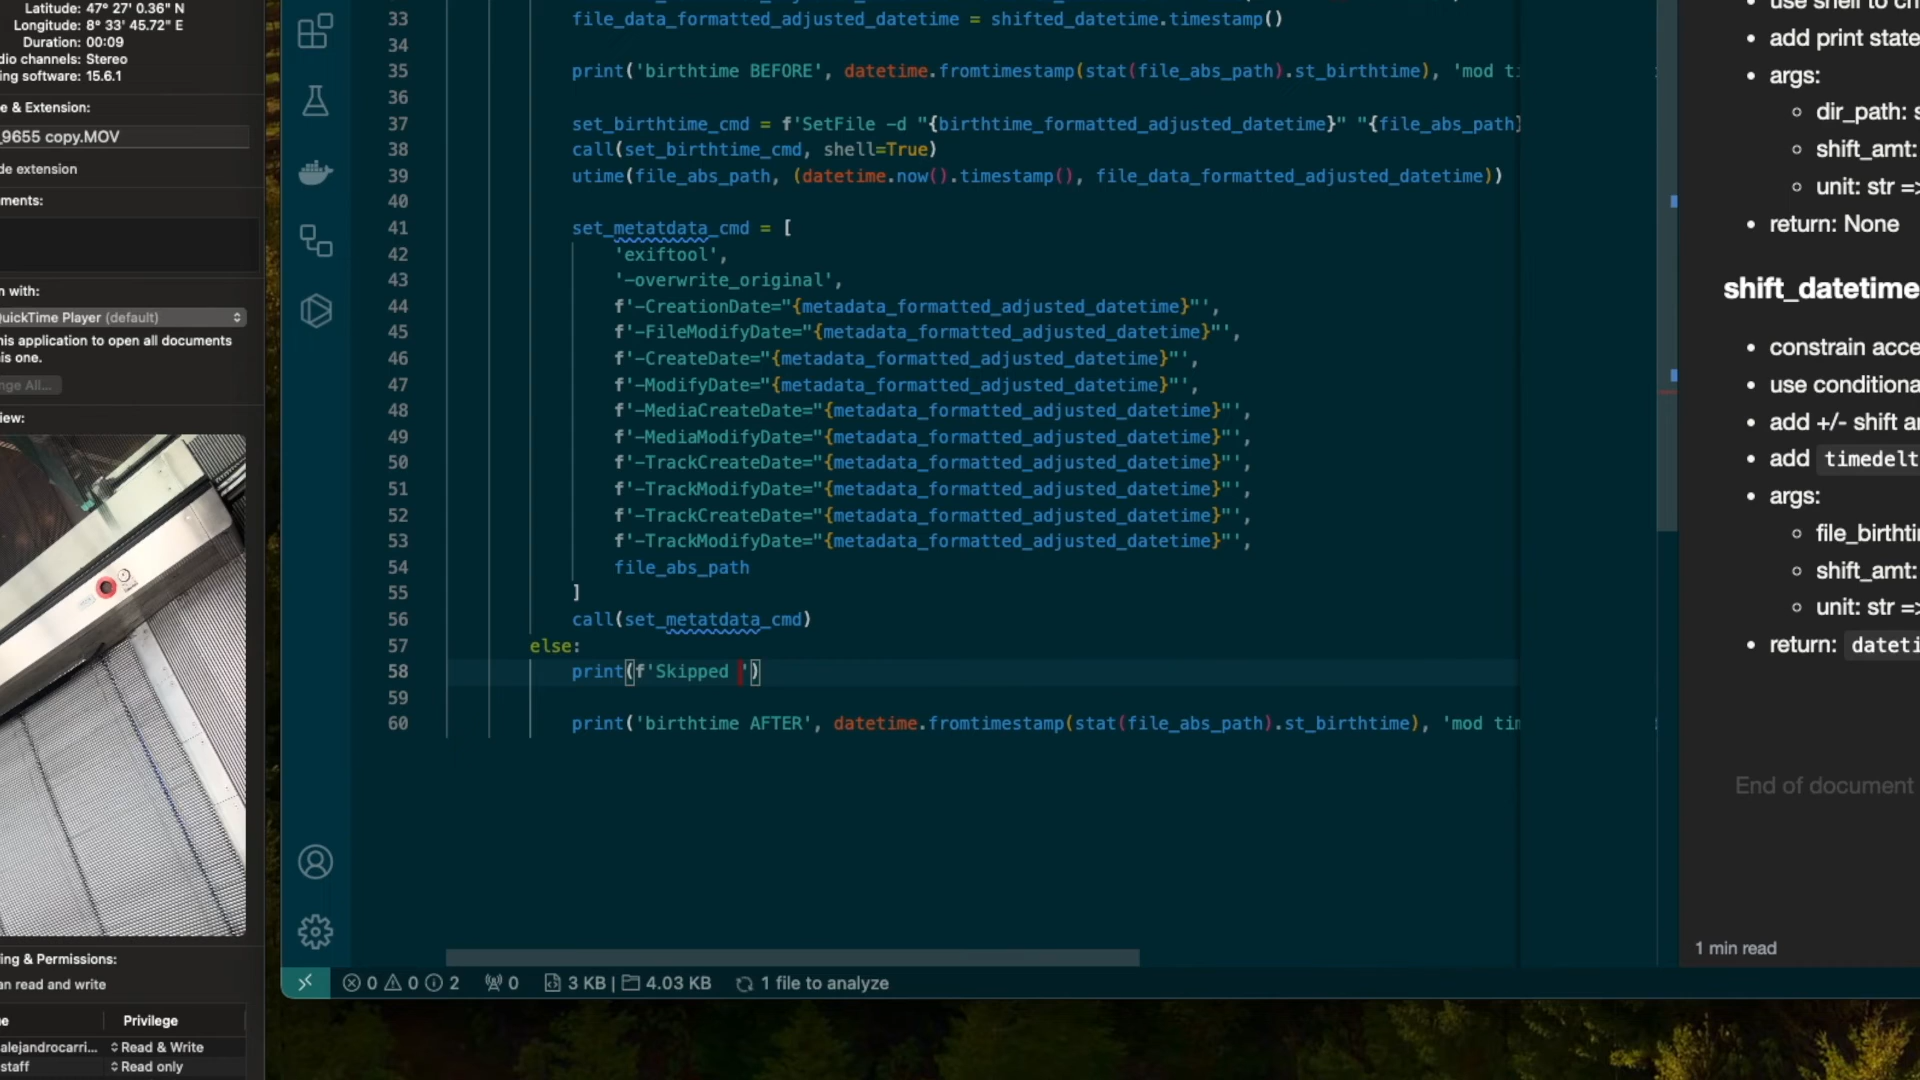 Latitude: 47° 27' 0.36" N
Longitude: 8° 33' 45.72" E
Duration: 00:09
dio channels: Stereo
ing software: 15.6.1
e & Extension:
_9655 copy.MOV
de extension
ments:
n with:
QuickTime Player (default)
his application to open all documents
is one.
nge All...
iew:
ing & Permissions:
an read and write
e
Privilege
alejandrocarri...
Read & Write
staff
Read only
33 file_data_formatted_adjusted_datetime = shifted_datetime.timestamp()
34
35 print('birthtime BEFORE', datetime.fromtimestamp(stat(file_abs_path).st_birthtime), 'mod ti
36
37 set_birthtime_cmd = f'SetFile -d "{birthtime_formatted_adjusted_datetime}" "{file_abs_path}
38 call(set_birthtime_cmd, shell=True)
39 utime(file_abs_path, (datetime.now().timestamp(), file_data_formatted_adjusted_datetime))
40
41 set_metatdata_cmd = [
42 'exiftool',
43 '-overwrite_original',
44 f'-CreationDate="{metadata_formatted_adjusted_datetime}"',
45 f'-FileModifyDate="{metadata_formatted_adjusted_datetime}"',
46 f'-CreateDate="{metadata_formatted_adjusted_datetime}"',
47 f'-ModifyDate="{metadata_formatted_adjusted_datetime}"',
48 f'-MediaCreateDate="{metadata_formatted_adjusted_datetime}"',
49 f'-MediaModifyDate="{metadata_formatted_adjusted_datetime}"',
50 f'-TrackCreateDate="{metadata_formatted_adjusted_datetime}"',
51 f'-TrackModifyDate="{metadata_formatted_adjusted_datetime}"',
52 f'-TrackCreateDate="{metadata_formatted_adjusted_datetime}"',
53 f'-TrackModifyDate="{metadata_formatted_adjusted_datetime}"',
54 file_abs_path
55 ]
56 call(set_metatdata_cmd)
57 else:
58 print(f'Skipped ')
59
60 print('birthtime AFTER', datetime.fromtimestamp(stat(file_abs_path).st_birthtime), 'mod tim
0 0 2 0 3 KB | 4.03 KB 1 file to analyze
use shell to ch
• add print state
• args:
◦ dir_path: s
◦ shift_amt:
◦ unit: str =>
• return: None
shift_datetime
• constrain acce
• use conditiona
• add +/- shift a
• add timedelt
• args:
◦ file_birthti
◦ shift_amt:
◦ unit: str =>
• return: dateti
End of document
1 min read